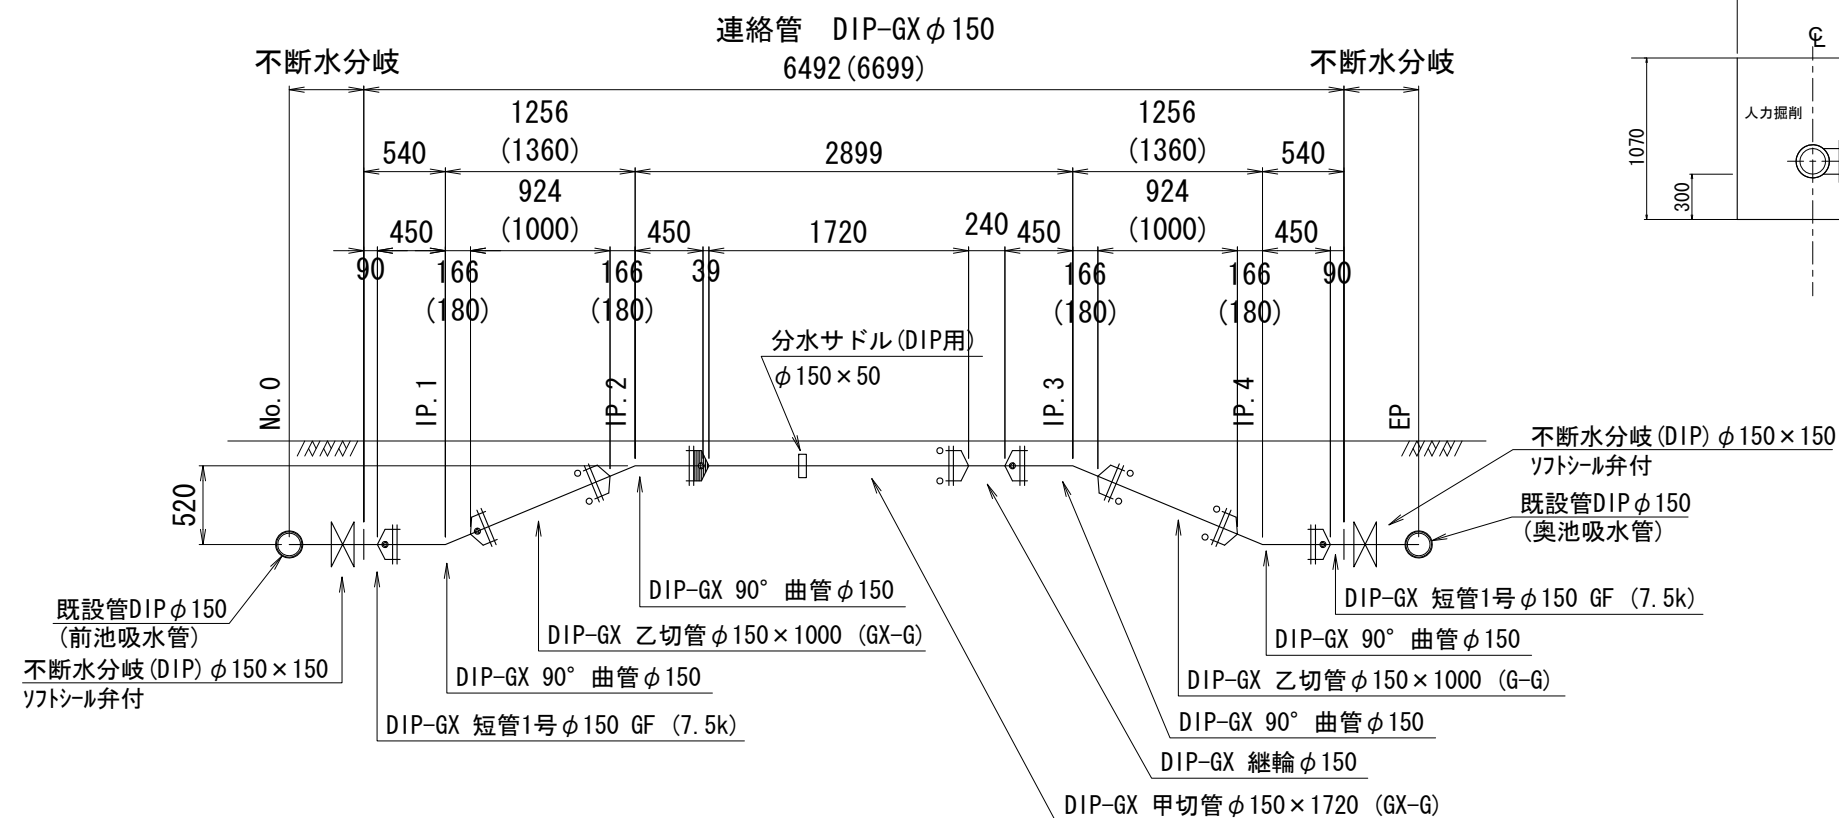 連絡管 DIP-GXφ150
6492(6699)
不断水分岐
不断水分岐
1256
(1360)
1256
(1360)
540
2899
540
924
(1000)
924
(1000)
450
450
1720
240
450
450
90
166
(180)
166
(180)
39
166
(180)
166
(180)
90
分水サドル(DIP用)
φ150×50
No.0
IP.1
IP.2
IP.3
IP.4
EP
520
不断水分岐(DIP)φ150×150
ソフトシール弁付
既設管DIPφ150
(奥池吸水管)
既設管DIPφ150
(前池吸水管)
不断水分岐(DIP)φ150×150
ソフトシール弁付
DIP-GX 90° 曲管φ150
DIP-GX 乙切管φ150×1000 (GX-G)
DIP-GX 90° 曲管φ150
DIP-GX 短管1号φ150 GF (7.5k)
DIP-GX 短管1号φ150 GF (7.5k)
DIP-GX 90° 曲管φ150
DIP-GX 乙切管φ150×1000 (G-G)
DIP-GX 90° 曲管φ150
DIP-GX 継輪φ150
DIP-GX 甲切管φ150×1720 (GX-G)
℄
人力掘削
1070
300